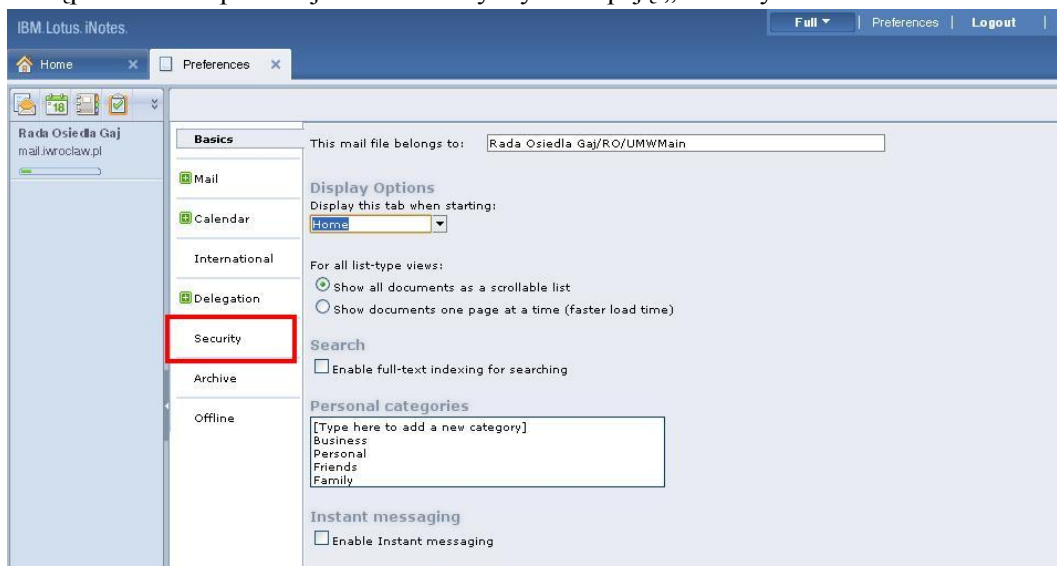 IBM.Lotus.iNotes.
Full | Preferences | Logout |
Home X Preferences X
18
Rada Osiedla Gaj
mail.iwroclaw.pl
Basics
Mail
Calendar
International
Delegation
Security
Archive
Offline
This mail file belongs to: Rada Osiedla Gaj/RO/UMWMain
Display Options
Display this tab when starting:
Home
For all list-type views:
Show all documents as a scrollable list
Show documents one page at a time (faster load time)
Search
Enable full-text indexing for searching
Personal categories
[Type here to add a new category]
Business
Personal
Friends
Family
Instant messaging
Enable Instant messaging